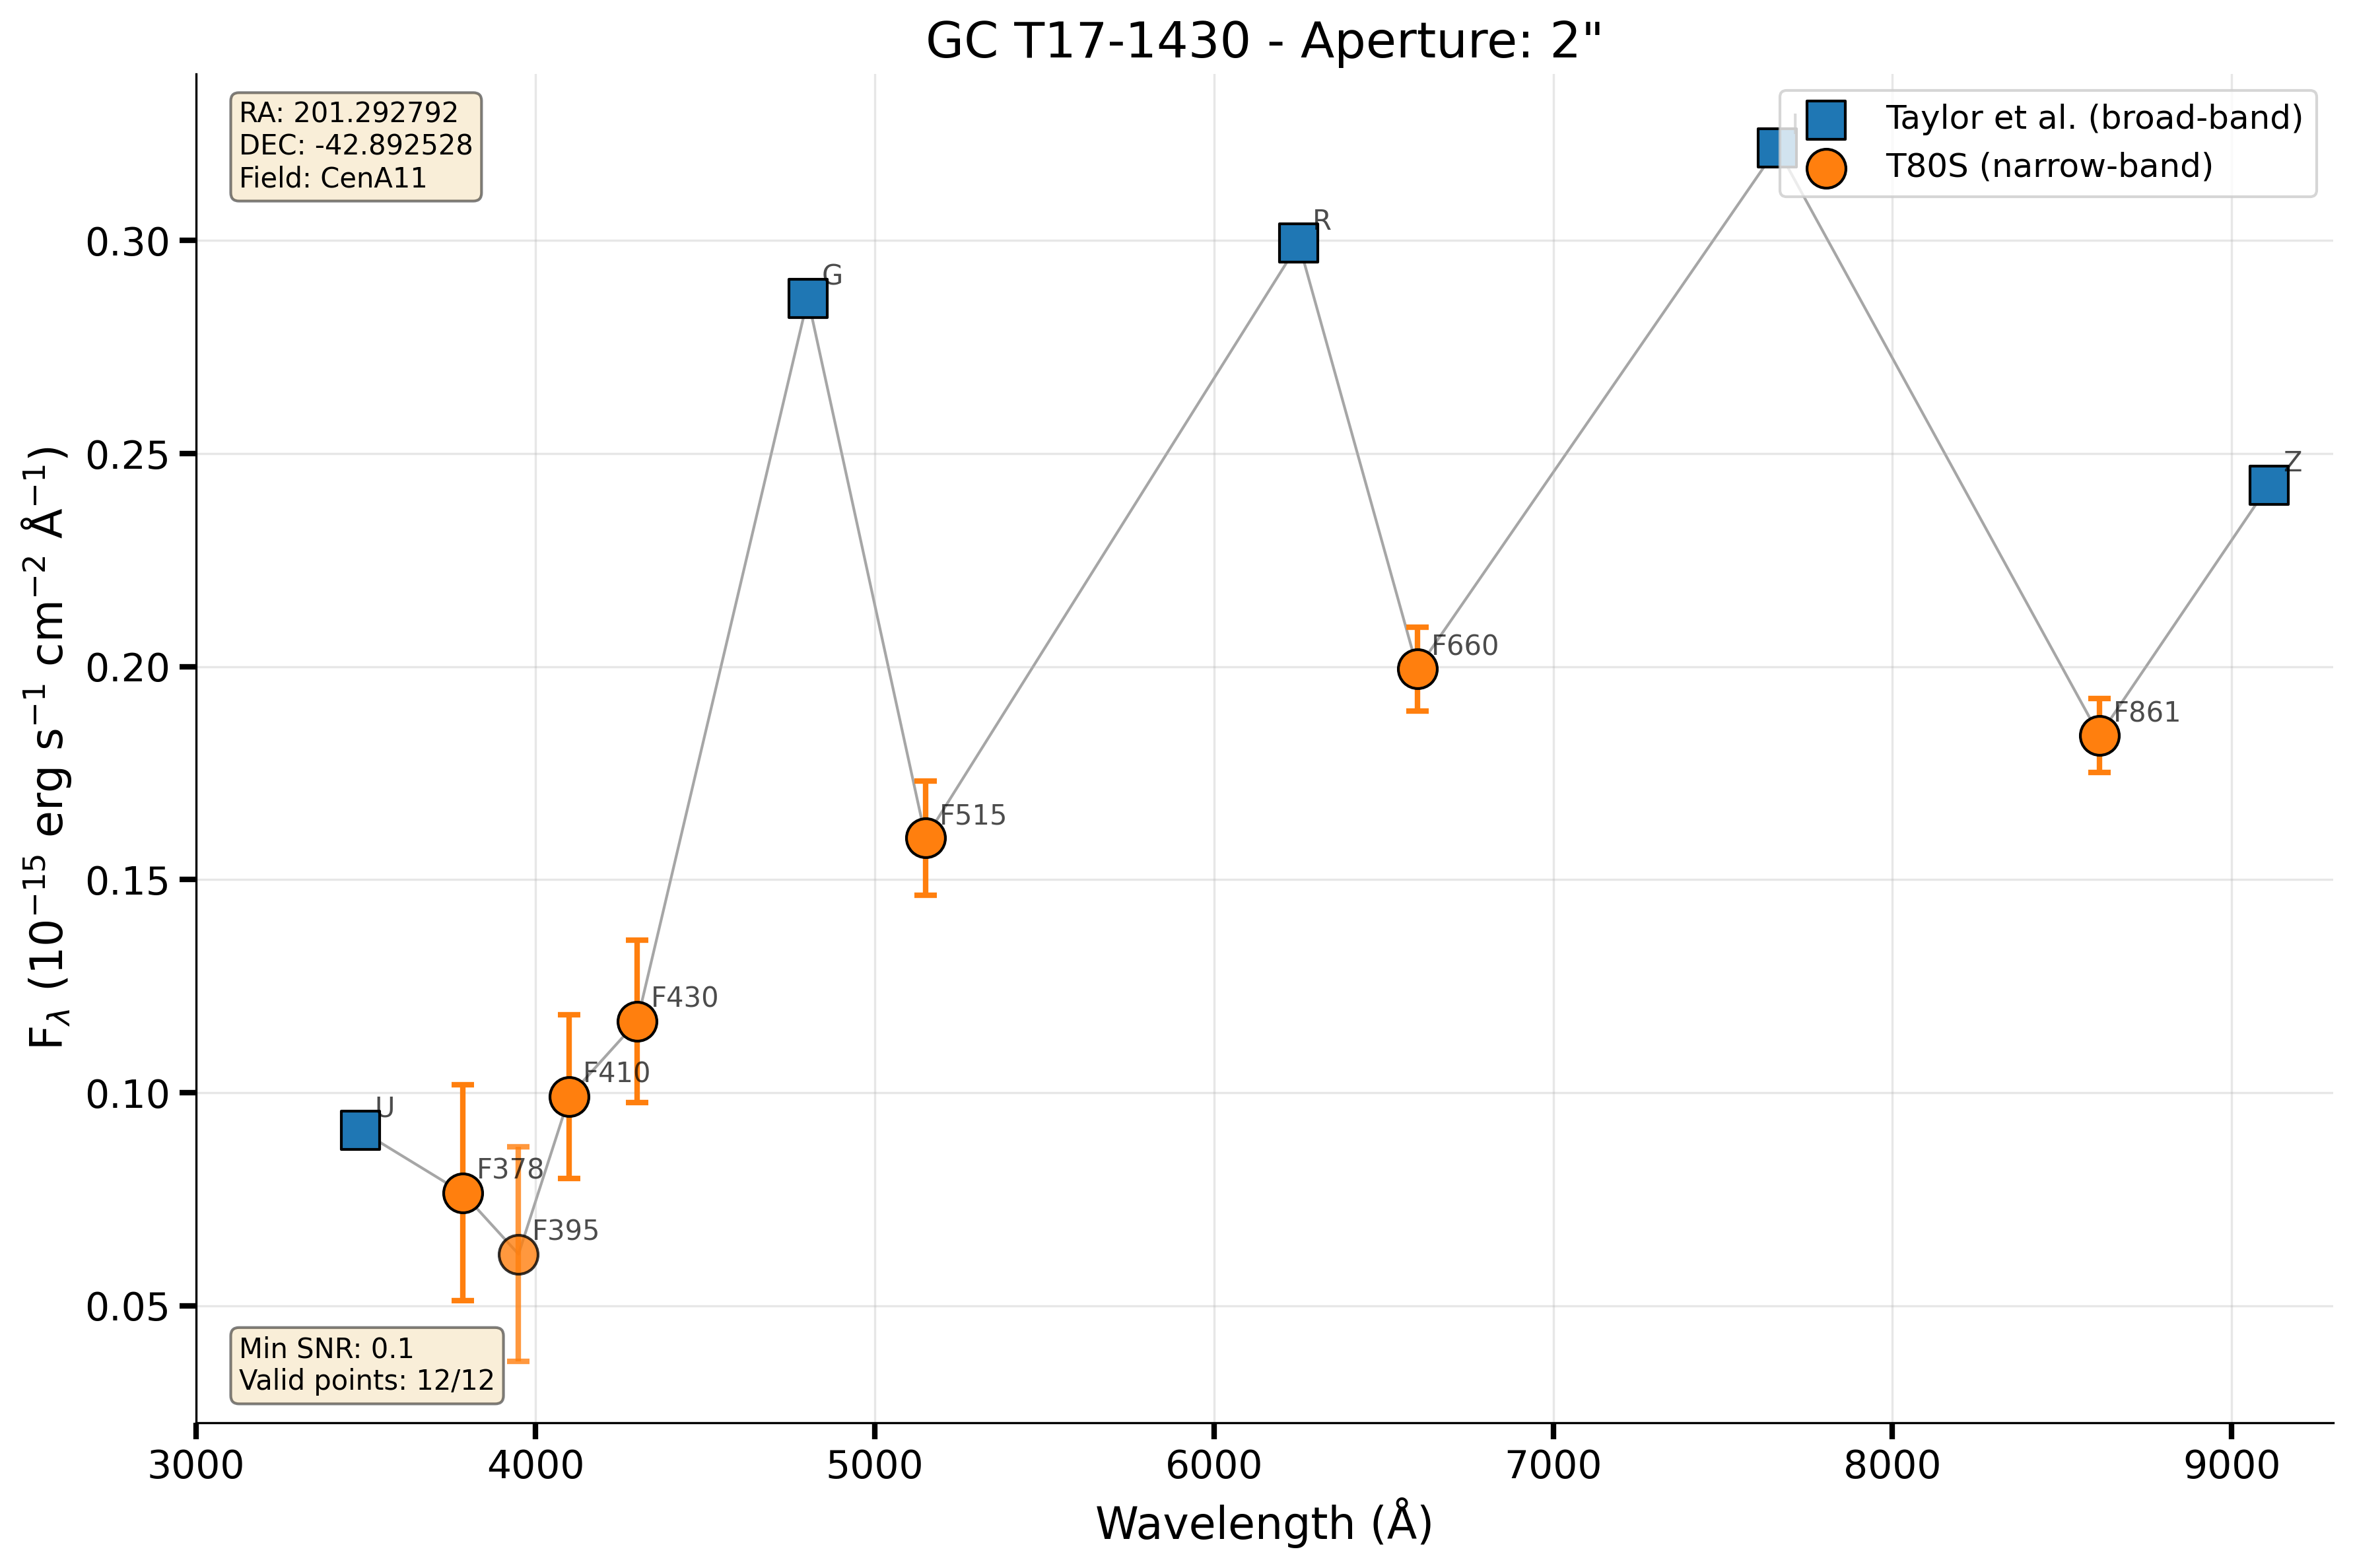 GC T17-1430 - Aperture: 2"
RA: 201.292792
DEC: -42.892528
Field: CenA11
Taylor et al. (broad-band)
T80S (narrow-band)
I
R
G
Z
F660
F861
F515
F430
F410
U
F378
F395
Min SNR: 0.1
Valid points: 12/12
0.30
0.25
0.20
0.15
0.10
0.05
F_λ (10⁻¹⁵ erg s⁻¹ cm⁻² Å⁻¹)
3000 4000 5000 6000 7000 8000 9000
Wavelength (Å)